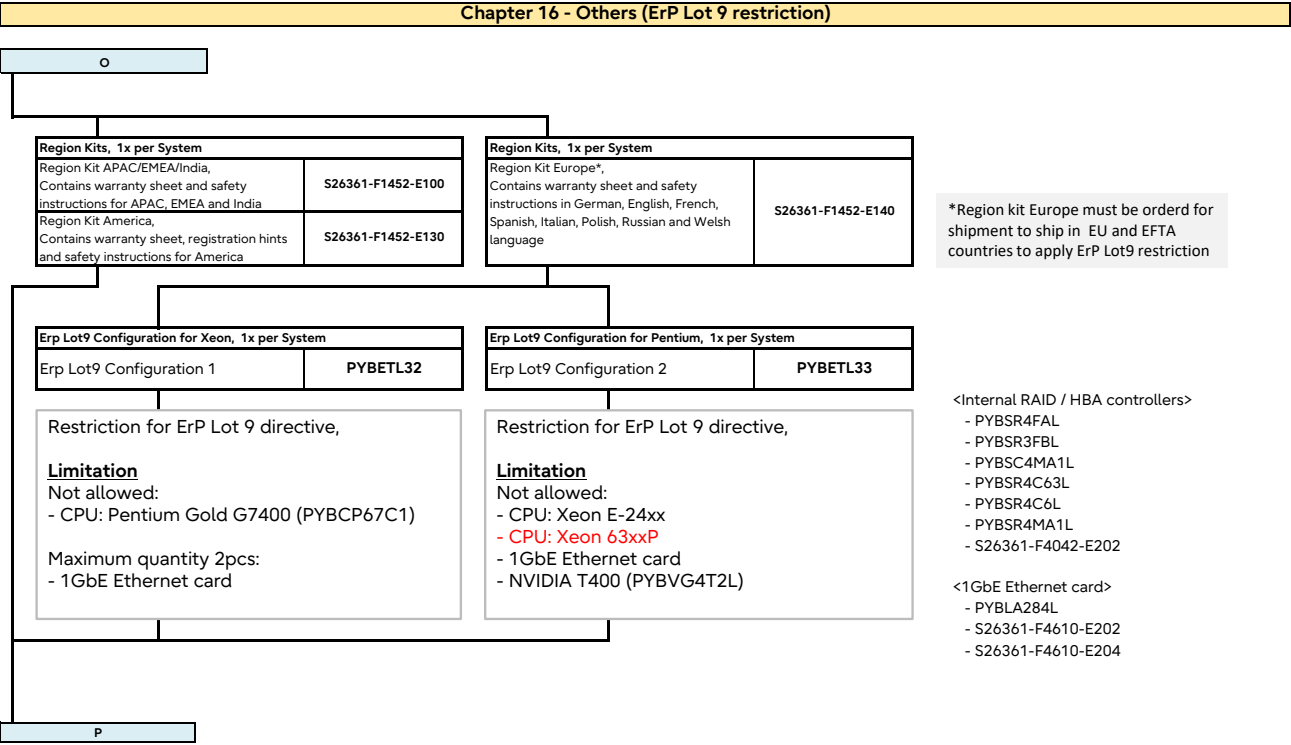 Chapter 16 - Others (ErP Lot 9 restriction)
O
Region Kits, 1x per System
Region Kit APAC/EMEA/India,
Contains warranty sheet and safety
instructions for APAC, EMEA and India
S26361-F1452-E100
Region Kit America,
Contains warranty sheet, registration hints
and safety instructions for America
S26361-F1452-E130
Region Kits, 1x per System
Region Kit Europe*,
Contains warranty sheet and safety
instructions in German, English, French,
Spanish, Italian, Polish, Russian and Welsh
language
S26361-F1452-E140
*Region kit Europe must be orderd for
shipment to ship in EU and EFTA
countries to apply ErP Lot9 restriction
Erp Lot9 Configuration for Xeon, 1x per System
Erp Lot9 Configuration 1
PYBETL32
Restriction for ErP Lot 9 directive,
Limitation
Not allowed:
- CPU: Pentium Gold G7400 (PYBCP67C1)
Maximum quantity 2pcs:
- 1GbE Ethernet card
Erp Lot9 Configuration for Pentium, 1x per System
Erp Lot9 Configuration 2
PYBETL33
Restriction for ErP Lot 9 directive,
Limitation
Not allowed:
- CPU: Xeon E-24xx
- CPU: Xeon 63xxP
- 1GbE Ethernet card
- NVIDIA T400 (PYBVG4T2L)
<Internal RAID / HBA controllers>
- PYBSR4FAL
- PYBSR3FBL
- PYBSC4MA1L
- PYBSR4C63L
- PYBSR4C6L
- PYBSR4MA1L
- S26361-F4042-E202
<1GbE Ethernet card>
- PYBLA284L
- S26361-F4610-E202
- S26361-F4610-E204
P